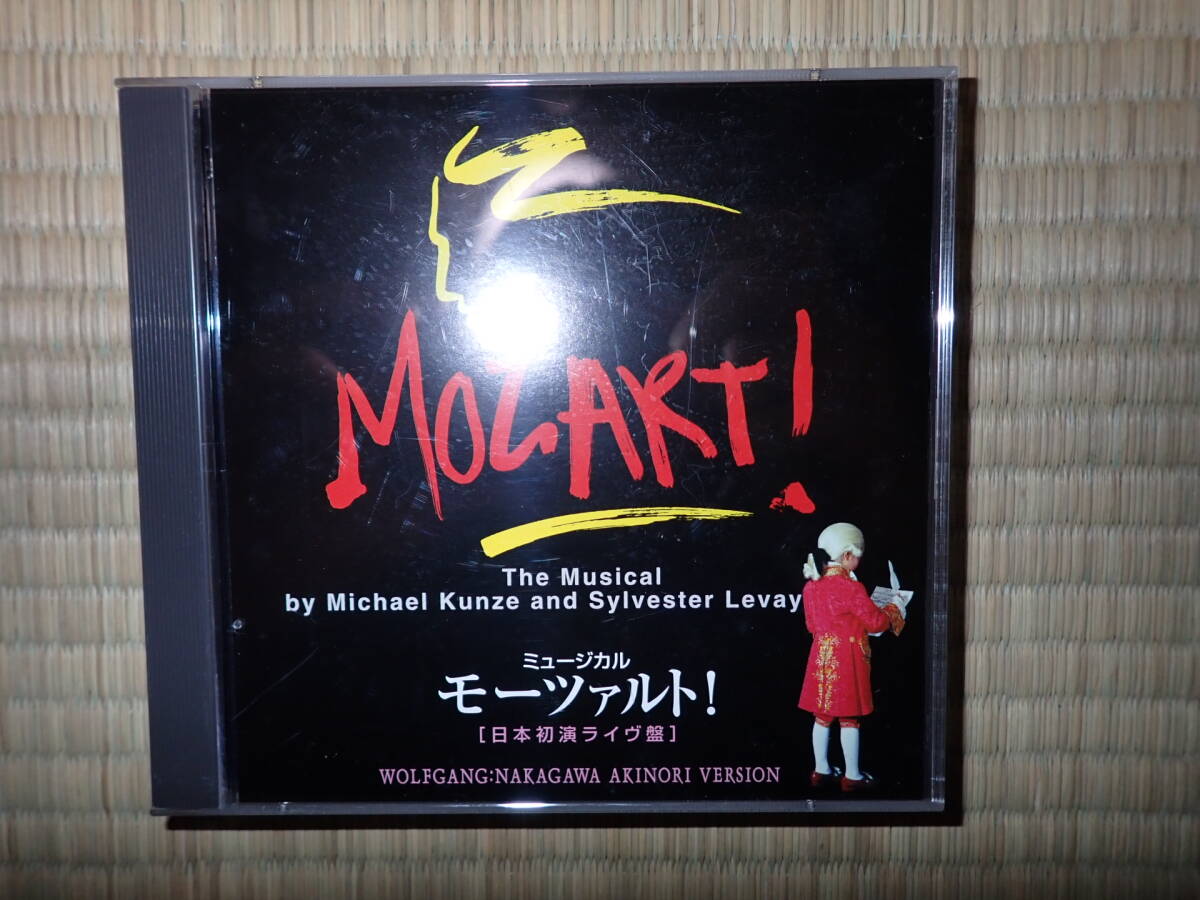 MOZART!
The Musical
by Michael Kunze and Sylvester Levay
ミュージカル
モーツァルト!
[日本初演ライヴ盤]
WOLFGANG:NAKAGAWA AKINORI VERSION